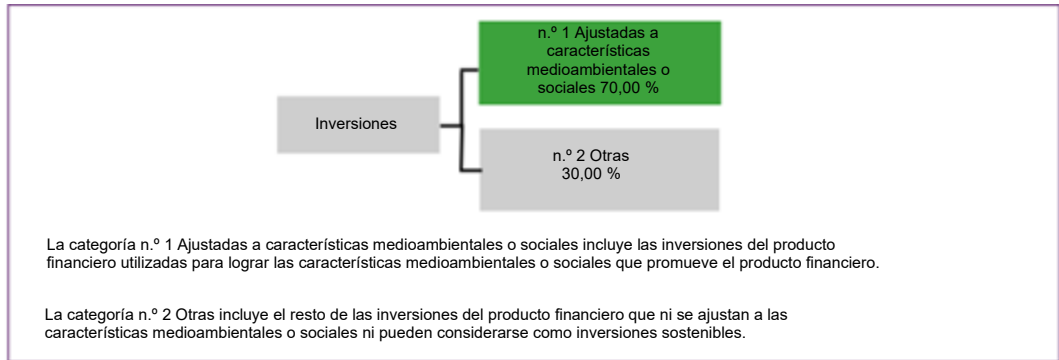 n.º 1 Ajustadas a
características
medioambientales o
sociales 70,00 %
Inversiones
n.º 2 Otras
30,00 %
La categoría n.º 1 Ajustadas a características medioambientales o sociales incluye las inversiones del producto
financiero utilizadas para lograr las características medioambientales o sociales que promueve el producto financiero.
La categoría n.º 2 Otras incluye el resto de las inversiones del producto financiero que ni se ajustan a las
características medioambientales o sociales ni pueden considerarse como inversiones sostenibles.